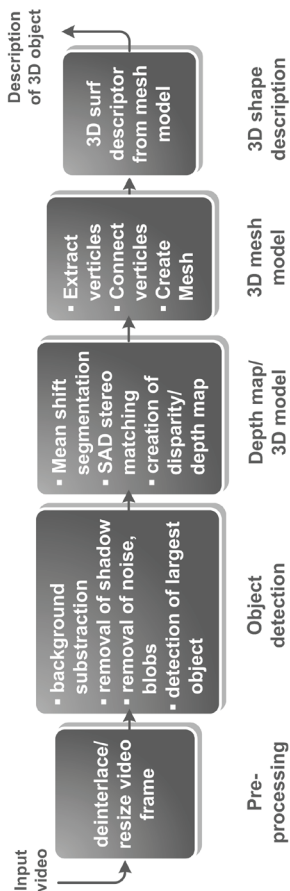 Input
video
deinterlace/
resize video
frame
Pre-
processing
▪ background
substraction
▪ removal of shadow
▪ removal of noise,
blobs
▪ detection of largest
object
Object
detection
▪ Mean shift
segmentation
▪ SAD stereo
matching
▪ creation of
disparity/
depth map
Depth map/
3D model
▪ Extract
verticles
▪ Connect
verticles
▪ Create
Mesh
3D mesh
model
3D surf
descriptor
from mesh
model
3D shape
description
Description
of 3D object